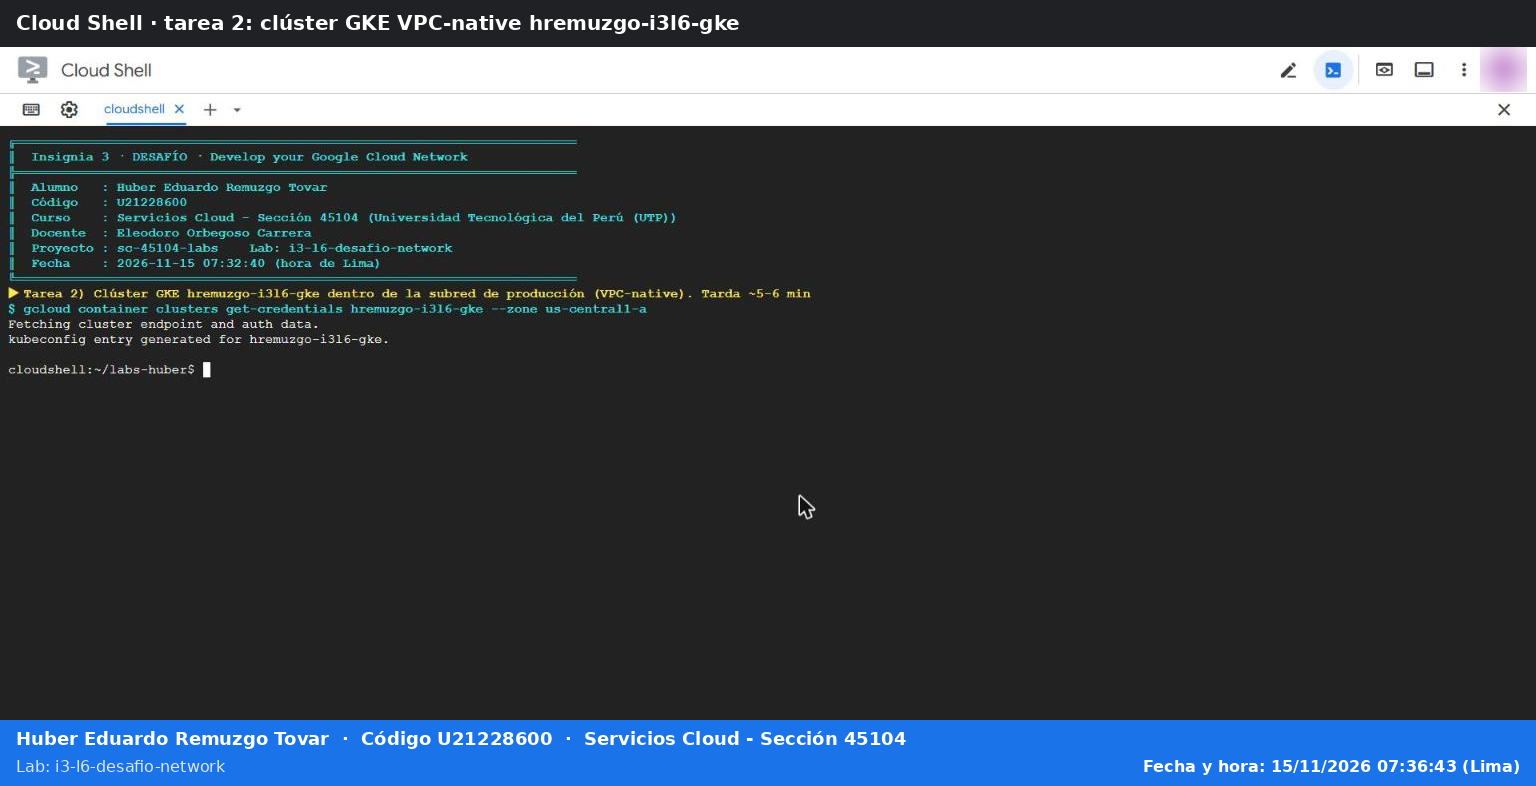 Cloud Shell · tarea 2: clúster GKE VPC-native hremuzgo-i3l6-gke
Cloud Shell
cloudshell
Insignia 3 · DESAFÍO · Develop your Google Cloud Network
Alumno : Huber Eduardo Remuzgo Tovar
Código : U21228600
Curso : Servicios Cloud - Sección 45104 (Universidad Tecnológica del Perú (UTP))
Docente : Eleodoro Orbegoso Carrera
Proyecto : sc-45104-labs Lab: i3-l6-desafio-network
Fecha : 2026-11-15 07:32:40 (hora de Lima)
▶ Tarea 2) Clúster GKE hremuzgo-i3l6-gke dentro de la subred de producción (VPC-native). Tarda ~5-6 min
$ gcloud container clusters get-credentials hremuzgo-i3l6-gke --zone us-central1-a
Fetching cluster endpoint and auth data.
kubeconfig entry generated for hremuzgo-i3l6-gke.
cloudshell:~/labs-huber$
Huber Eduardo Remuzgo Tovar · Código U21228600 · Servicios Cloud - Sección 45104
Lab: i3-l6-desafio-network
Fecha y hora: 15/11/2026 07:36:43 (Lima)